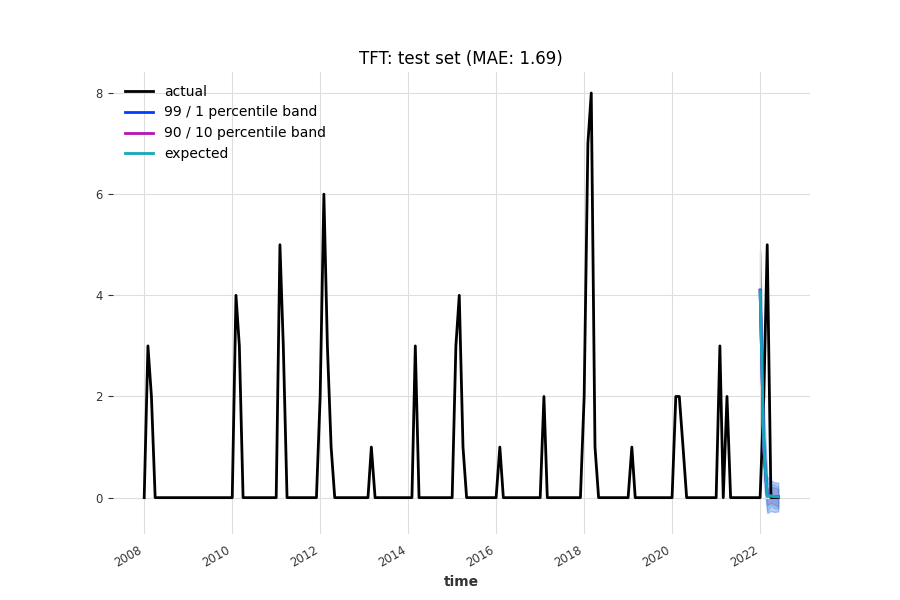 TFT: test set (MAE: 1.69)
actual
99 / 1 percentile band
90 / 10 percentile band
expected
8
6
4
2
0
2008
2010
2012
2014
2016
2018
2020
2022
time